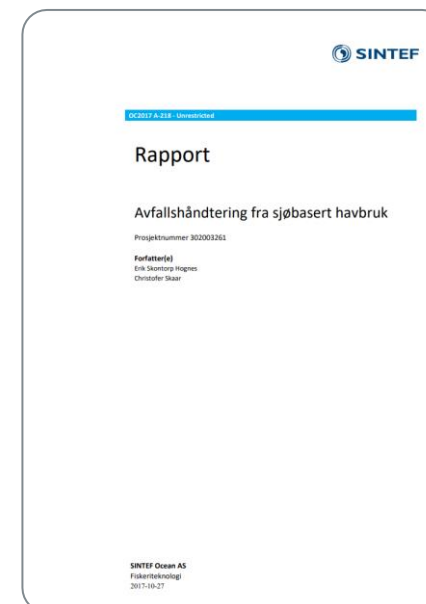 SINTEF
OC2017 A-218 - Unrestricted
Rapport
Avfallshåndtering fra sjøbasert havbruk
Prosjektnummer 302003261
Forfatter(e)
Erik Skontorp Hognes
Christofer Skaar
SINTEF Ocean AS
Fiskeriteknologi
2017-10-27